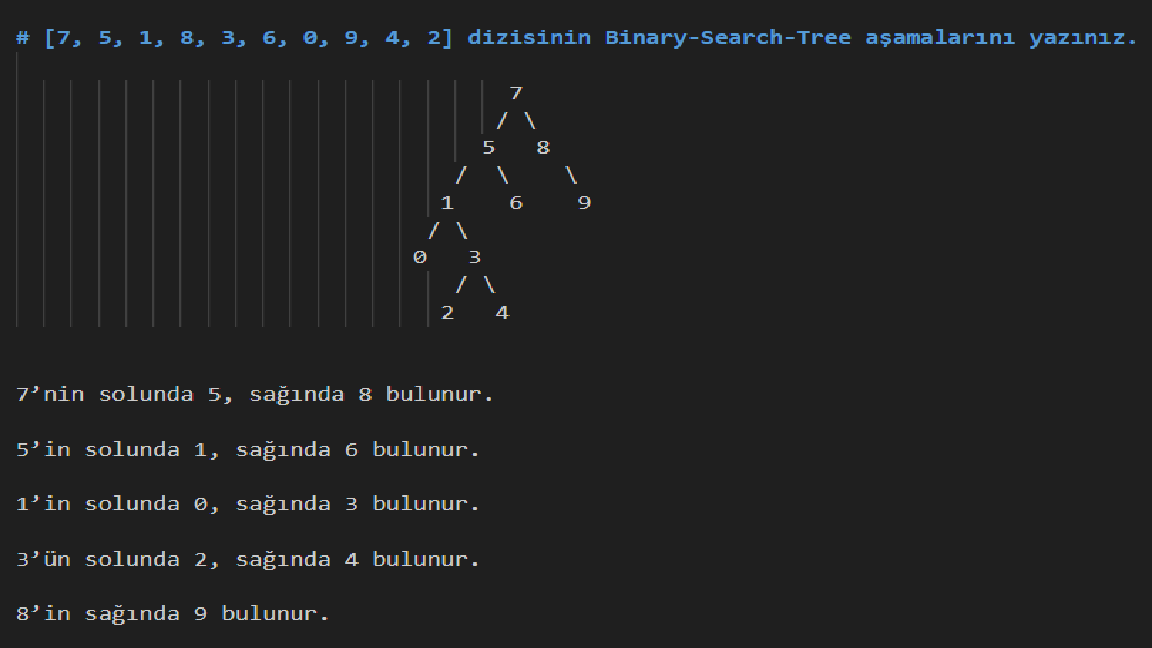 # [7, 5, 1, 8, 3, 6, 0, 9, 4, 2] dizisinin Binary-Search-Tree aşamalarını yazınız.
7
/ \
5 8
/ \ \
1 6 9
/ \
0 3
/ \
2 4
7’nin solunda 5, sağında 8 bulunur.
5’in solunda 1, sağında 6 bulunur.
1’in solunda 0, sağında 3 bulunur.
3’ün solunda 2, sağında 4 bulunur.
8’in sağında 9 bulunur.